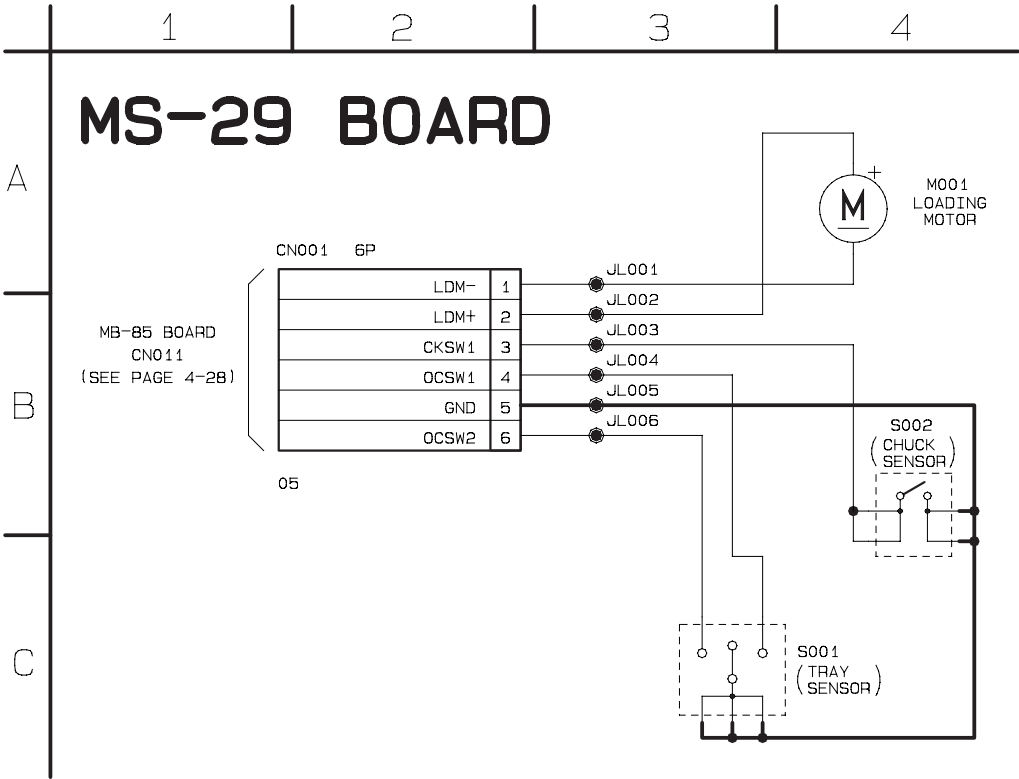 1 2 3 4
MS-29 BOARD
A
M
+
M001
LOADING
MOTOR
CN001 6P
LDM- 1
JL001
LDM+ 2
JL002
CKSW1 3
JL003
OCSW1 4
JL004
GND 5
JL005
OCSW2 6
JL006
MB-85 BOARD
CN011
(SEE PAGE 4-28)
B
05
S002
(CHUCK
SENSOR)
C
S001
(TRAY
SENSOR)